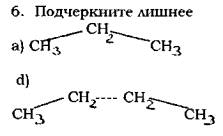 6. Подчеркните лишнее
а) CH3 CH2 CH3
d)
CH3 CH2 CH2 CH3